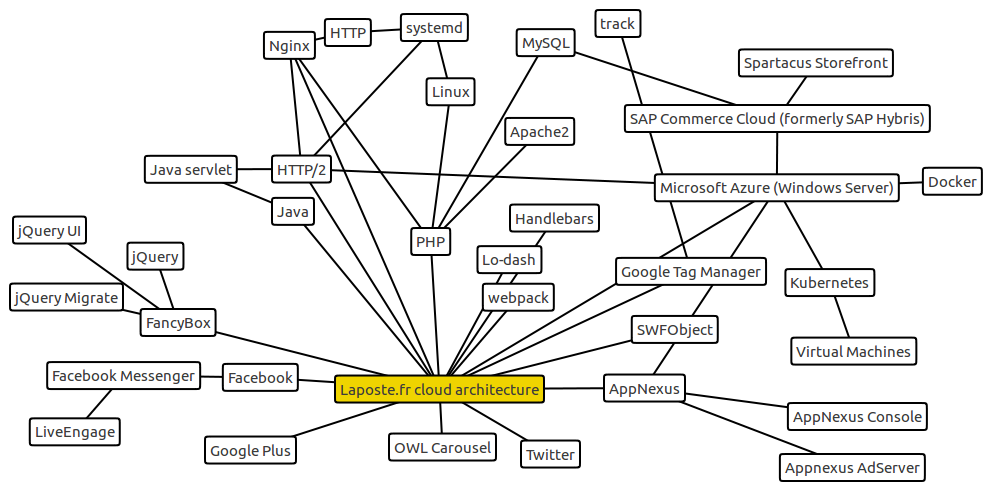 track
systemd
HTTP
MySQL
Nginx
Spartacus Storefront
Linux
SAP Commerce Cloud (formerly SAP Hybris)
Apache2
Java servlet
HTTP/2
Docker
Microsoft Azure (Windows Server)
Java
Handlebars
jQuery UI
PHP
jQuery
Lo-dash
Google Tag Manager
Kubernetes
jQuery Migrate
webpack
FancyBox
SWFObject
Virtual Machines
Facebook Messenger
Facebook
Laposte.fr cloud architecture
AppNexus
AppNexus Console
LiveEngage
OWL Carousel
Google Plus
Twitter
Appnexus AdServer